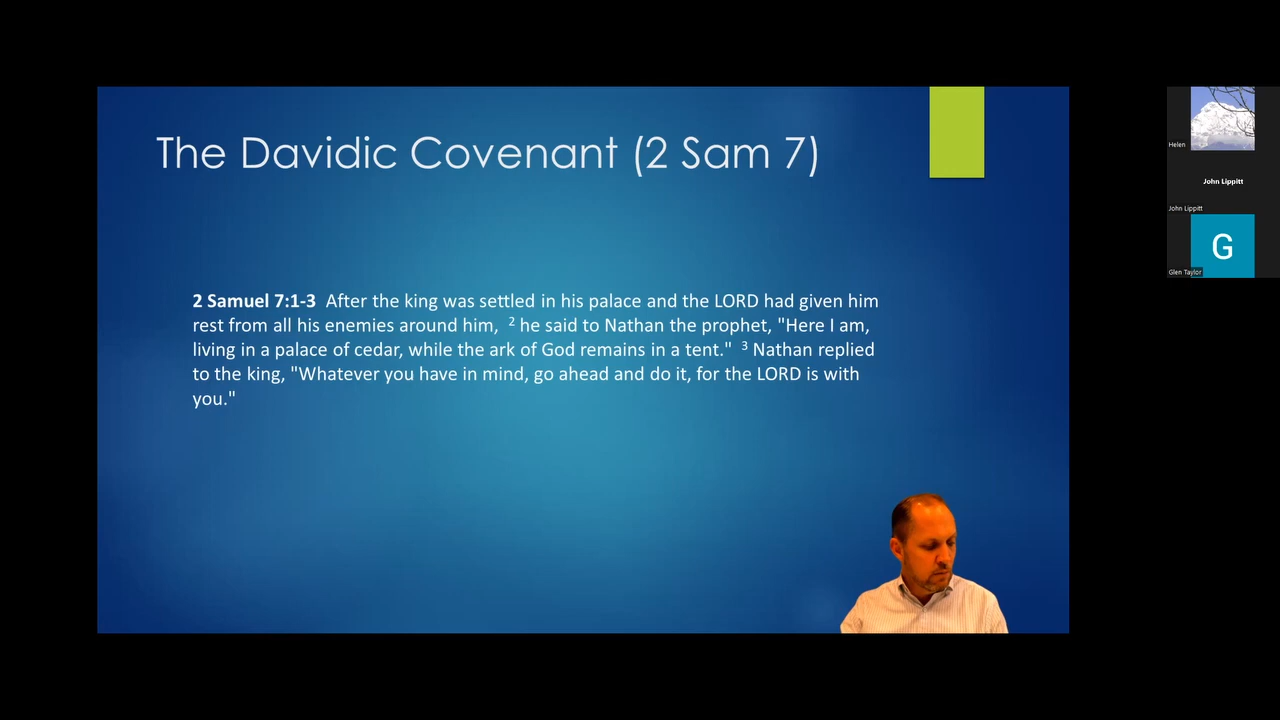 The Davidic Covenant (2 Sam 7)
2 Samuel 7:1-3  After the king was settled in his palace and the LORD had given him
rest from all his enemies around him,  2 he said to Nathan the prophet, "Here I am,
living in a palace of cedar, while the ark of God remains in a tent."  3 Nathan replied
to the king, "Whatever you have in mind, go ahead and do it, for the LORD is with
you."
Helen
John Lippitt
John Lippitt
G
Glen Taylor